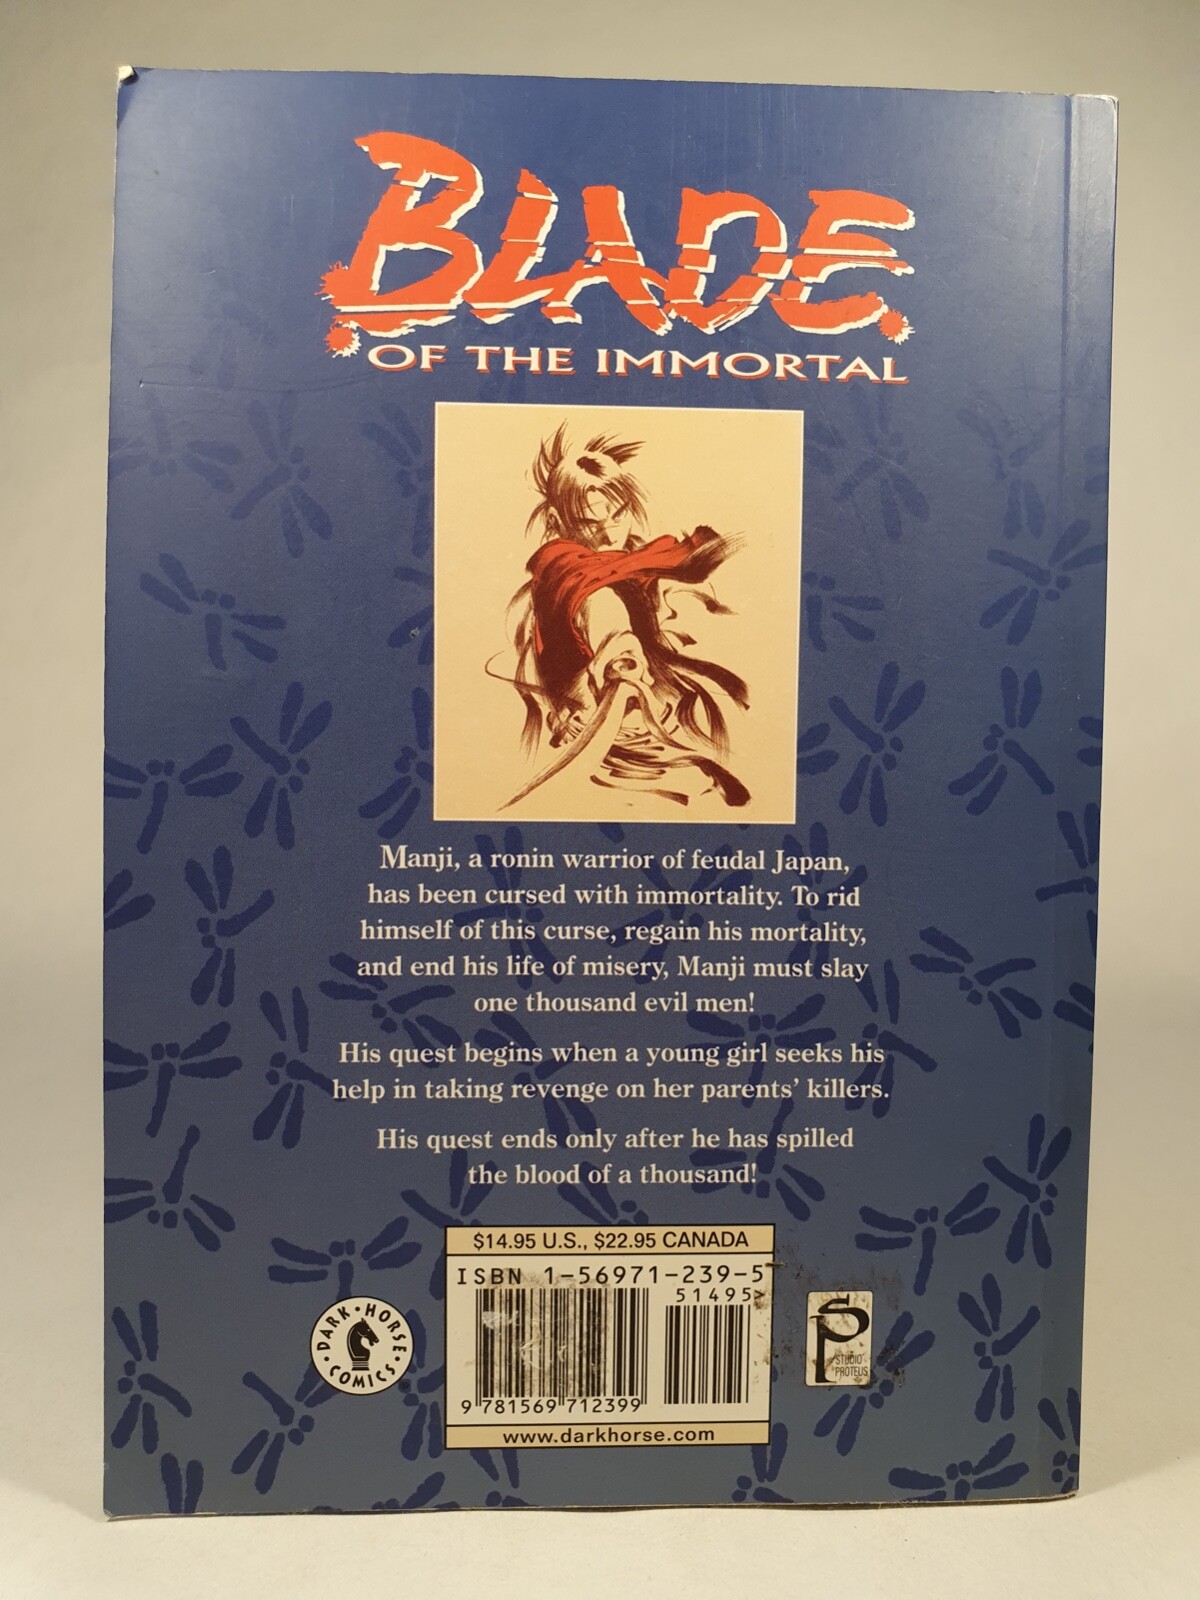 BLADE
OF THE IMMORTAL
Manji, a ronin warrior of feudal Japan,
has been cursed with immortality. To rid
himself of this curse, regain his mortality,
and end his life of misery, Manji must slay
one thousand evil men!
His quest begins when a young girl seeks his
help in taking revenge on her parents’ killers.
His quest ends only after he has spilled
the blood of a thousand!
$14.95 U.S., $22.95 CANADA
ISBN 1-56971-239-5
51495>
9 781569 712399
www.darkhorse.com
DARK • HORSE • COMICS •
SP
STUDIO
PROTEUS